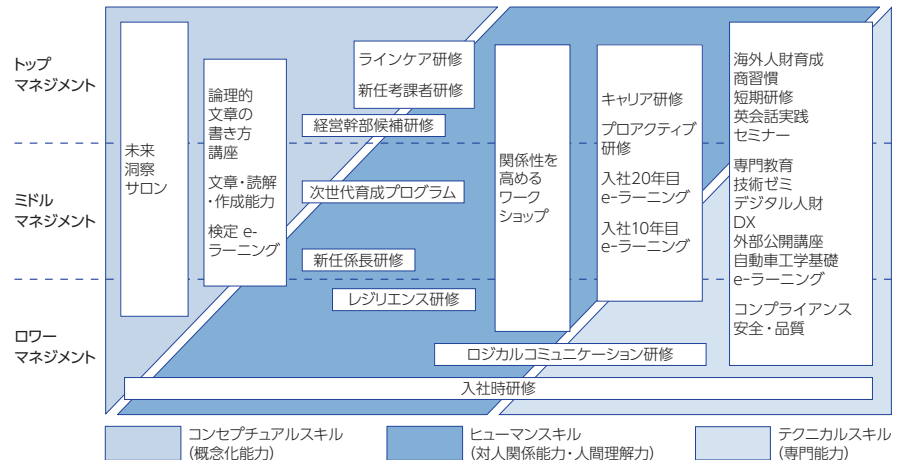 トップ
マネジメント
ミドル
マネジメント
ロワー
マネジメント
未来
洞察
サロン
論理的
文章の
書き方
講座
文章・読解
・作成能力
検定 e-
ラーニング
ラインケア研修
新任考課者研修
経営幹部候補研修
次世代育成プログラム
新任係長研修
レジリエンス研修
関係性を
高める
ワーク
ショップ
キャリア研修
プロアクティブ
研修
入社20年目
e-ラーニング
入社10年目
e-ラーニング
海外人財育成
商習慣
短期研修
英会話実践
セミナー
専門教育
技術ゼミ
デジタル人財
DX
外部公開講座
自動車工学基礎
e-ラーニング
コンプライアンス
安全・品質
ロジカルコミュニケーション研修
入社時研修
コンセプチュアルスキル
(概念化能力)
ヒューマンスキル
(対人関係能力・人間理解力)
テクニカルスキル
(専門能力)